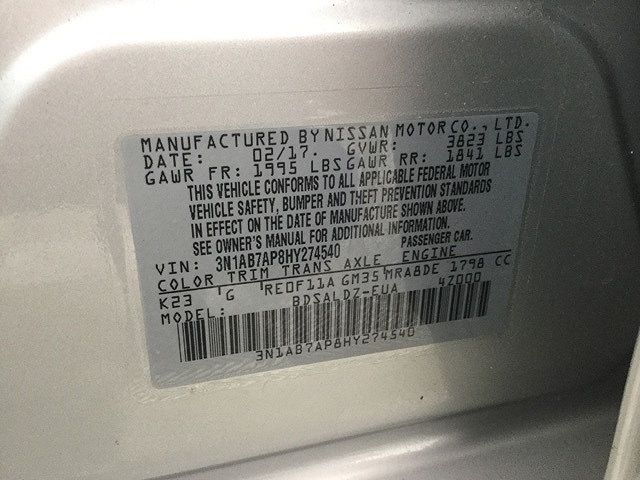 MANUFACTURED BY NISSAN MOTOR CO., LTD.
DATE: 02/17. GVWR: 3823 LBS
GAWR FR: 1995 LBS GAWR RR: 1841 LBS
THIS VEHICLE CONFORMS TO ALL APPLICABLE FEDERAL MOTOR
VEHICLE SAFETY, BUMPER AND THEFT PREVENTION STANDARDS
IN EFFECT ON THE DATE OF MANUFACTURE SHOWN ABOVE.
SEE OWNER'S MANUAL FOR ADDITIONAL INFORMATION.
VIN: 3N1AB7AP8HY274540 PASSENGER CAR.
COLOR TRIM TRANS AXLE ENGINE
K23 G RE0F11A GM35 MRA8DE 1798 CC
MODEL: BDSALDZ-EUA 4Z000
3N1AB7AP8HY274540